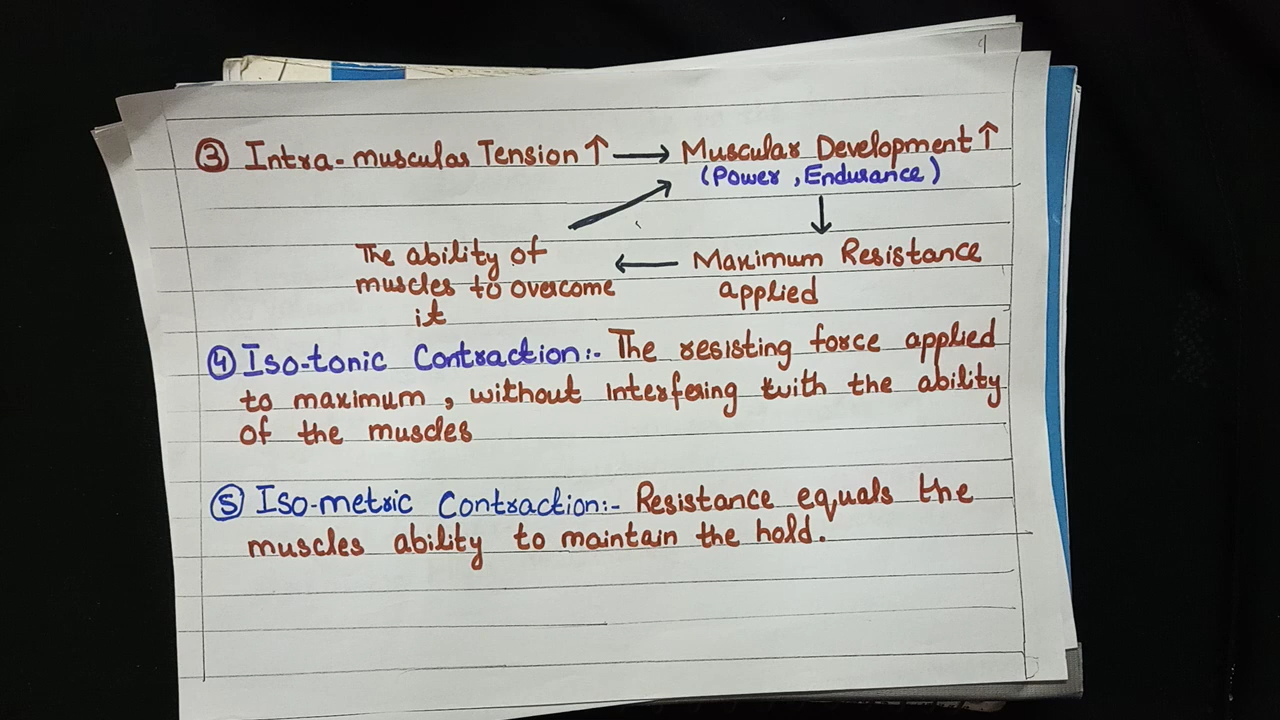 ③ Intra-muscular Tension ↑ → Muscular Development ↑
(Power , Endurance)
The ability of ← Maximum Resistance
muscles to overcome applied
it
④ Iso-tonic Contraction:- The resisting force applied
to maximum , without interfering with the ability
of the muscles
⑤ Iso-metric Contraction:- Resistance equals the
muscles ability to maintain the hold.